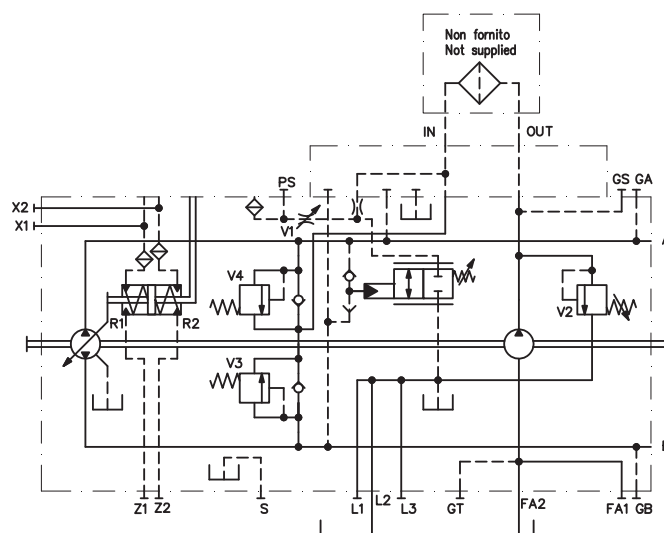 Non fornito
Not supplied
IN
OUT
PS
GS
GA
X2
X1
V1
A
V4
R1
R2
V2
V3
B
Z1
Z2
S
L1
L2
L3
GT
FA2
FA1
GB